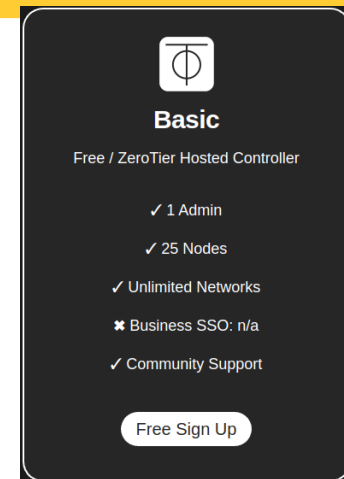 Basic
Free / ZeroTier Hosted Controller
✓ 1 Admin
✓ 25 Nodes
✓ Unlimited Networks
✖ Business SSO: n/a
✓ Community Support
Free Sign Up